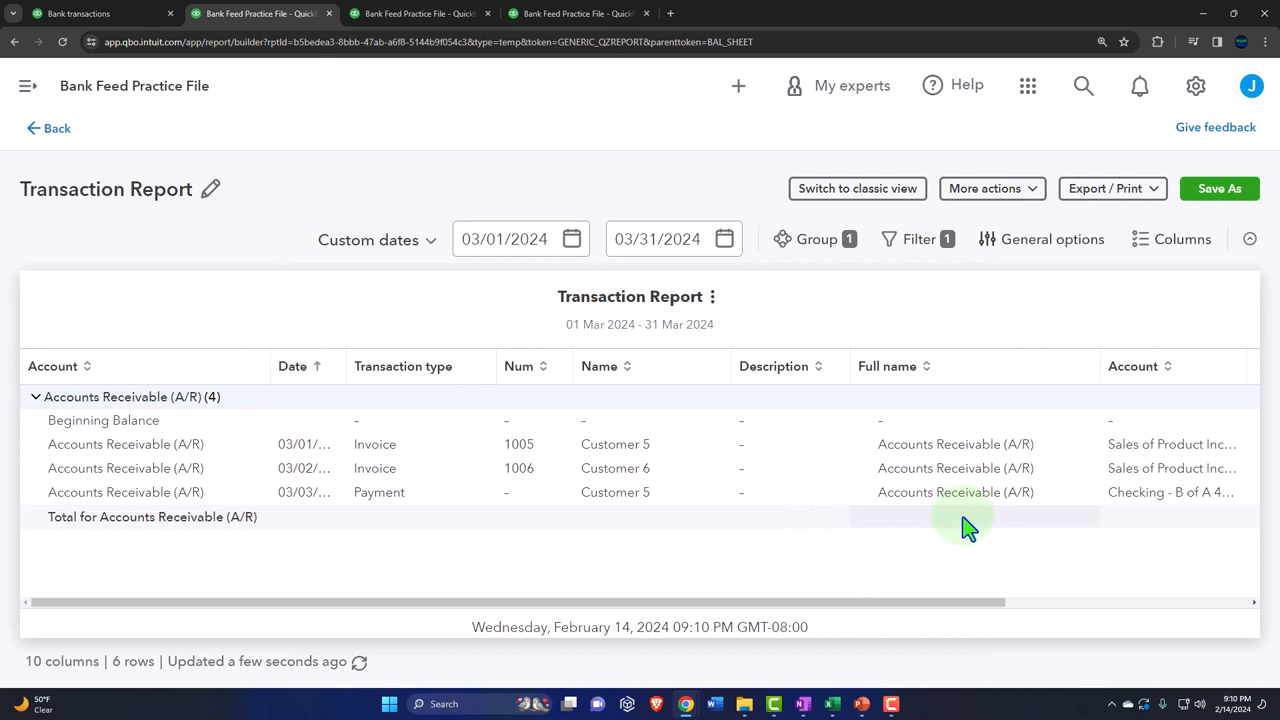 Bank transactions
Bank Feed Practice File - Quick
Bank Feed Practice File - Quick
Bank Feed Practice File - Quick
app.qbo.intuit.com/app/report/builder?rptId=b5bedea3-8bbb-47ab-a6f8-5144b9f054c3&type=temp&token=GENERIC_QZREPORT&parenttoken=BAL_SHEET
Bank Feed Practice File My experts Help J
Back Give feedback
Transaction Report Switch to classic view More actions Export / Print Save As
Custom dates 03/01/2024 03/31/2024 Group 1 Filter 1 General options Columns
Transaction Report
01 Mar 2024 - 31 Mar 2024
Account Date Transaction type Num Name Description Full name Account
Accounts Receivable (A/R) (4)
Beginning Balance - - - - - -
Accounts Receivable (A/R) 03/01/... Invoice 1005 Customer 5 - Accounts Receivable (A/R) Sales of Product Inc...
Accounts Receivable (A/R) 03/02/... Invoice 1006 Customer 6 - Accounts Receivable (A/R) Sales of Product Inc...
Accounts Receivable (A/R) 03/03/... Payment - Customer 5 - Accounts Receivable (A/R) Checking - B of A 4...
Total for Accounts Receivable (A/R)
Wednesday, February 14, 2024 09:10 PM GMT-08:00
10 columns | 6 rows | Updated a few seconds ago
50°F
Clear
Search
9:10 PM
2/14/2024